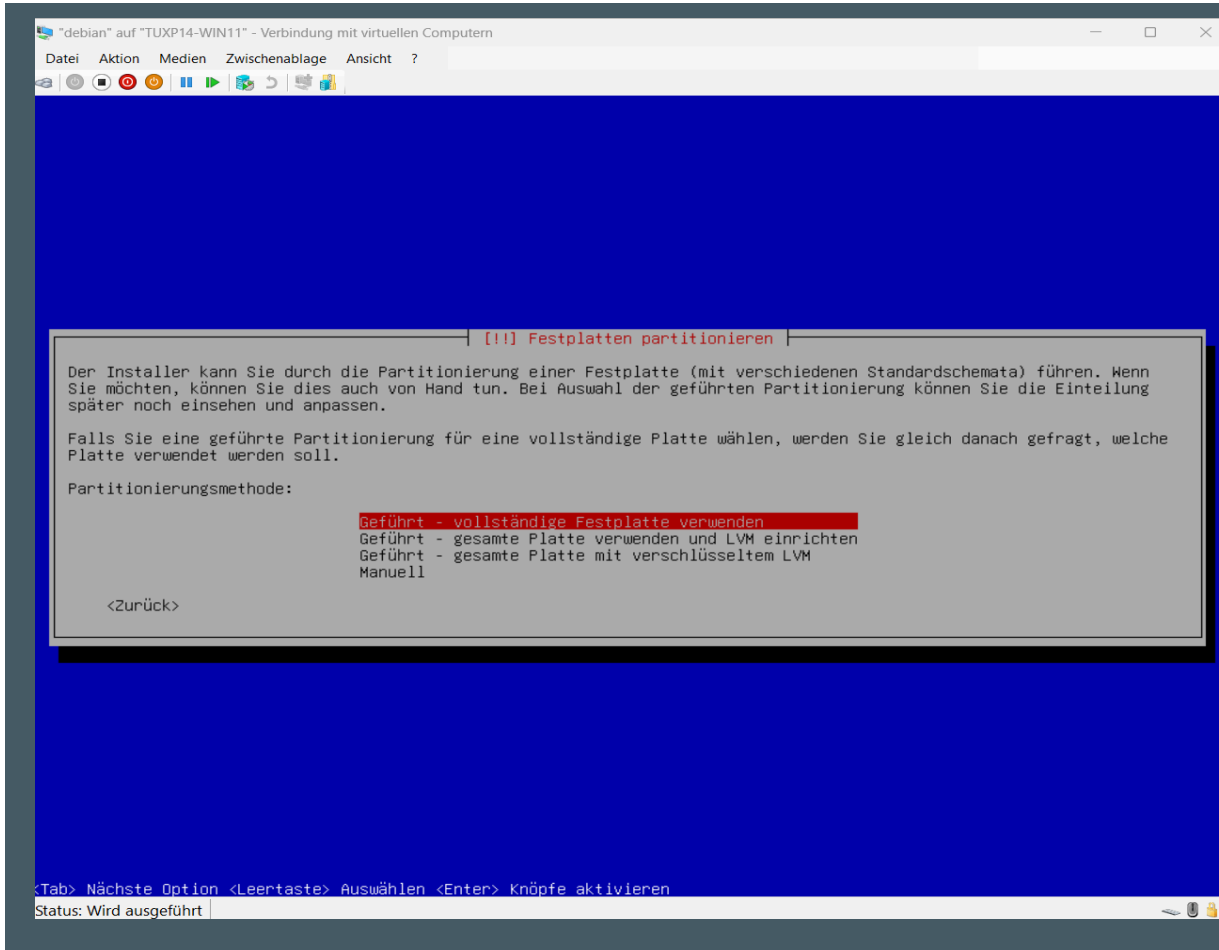 "debian" auf "TUXP14-WIN11" - Verbindung mit virtuellen Computern
Datei Aktion Medien Zwischenablage Ansicht ?
[!!] Festplatten partitionieren
Der Installer kann Sie durch die Partitionierung einer Festplatte (mit verschiedenen Standardschemata) führen. Wenn
Sie möchten, können Sie dies auch von Hand tun. Bei Auswahl der geführten Partitionierung können Sie die Einteilung
später noch einsehen und anpassen.
Falls Sie eine geführte Partitionierung für eine vollständige Platte wählen, werden Sie gleich danach gefragt, welche
Platte verwendet werden soll.
Partitionierungsmethode:
Geführt - vollständige Festplatte verwenden
Geführt - gesamte Platte verwenden und LVM einrichten
Geführt - gesamte Platte mit verschlüsseltem LVM
Manuell
<Zurück>
<Tab> Nächste Option <Leertaste> Auswählen <Enter> Knöpfe aktivieren
Status: Wird ausgeführt